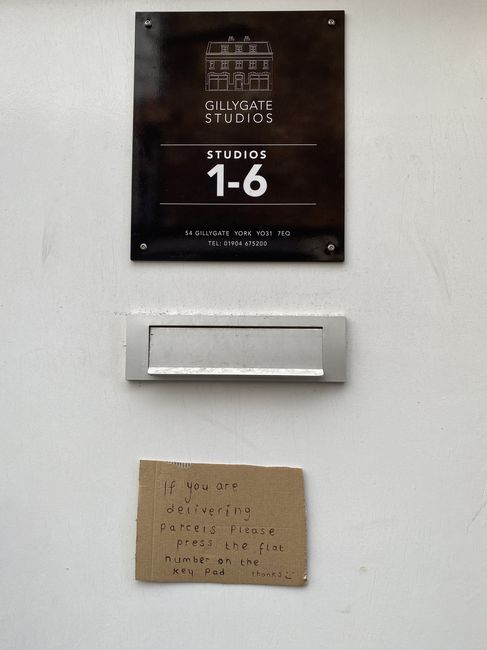 GILLYGATE
STUDIOS
STUDIOS
1-6
54 GILLYGATE YORK YO31 7EQ
TEL: 01904 675200
If you are
delivering
parcels Please
press the flat
number on the
key pad thanks :)